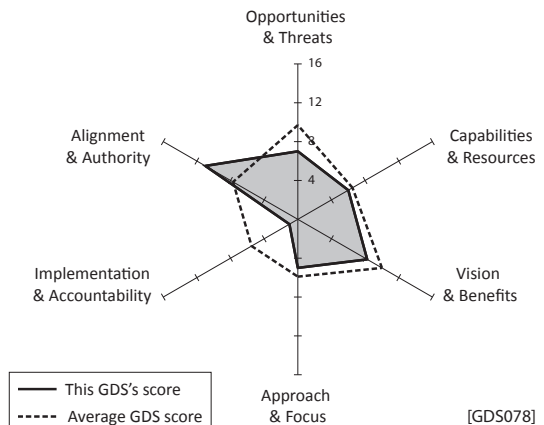 Opportunities
& Threats
16
12
8
4
Alignment
& Authority
Capabilities
& Resources
Implementation
& Accountability
Vision
& Benefits
Approach
& Focus
This GDS's score
Average GDS score
[GDS078]